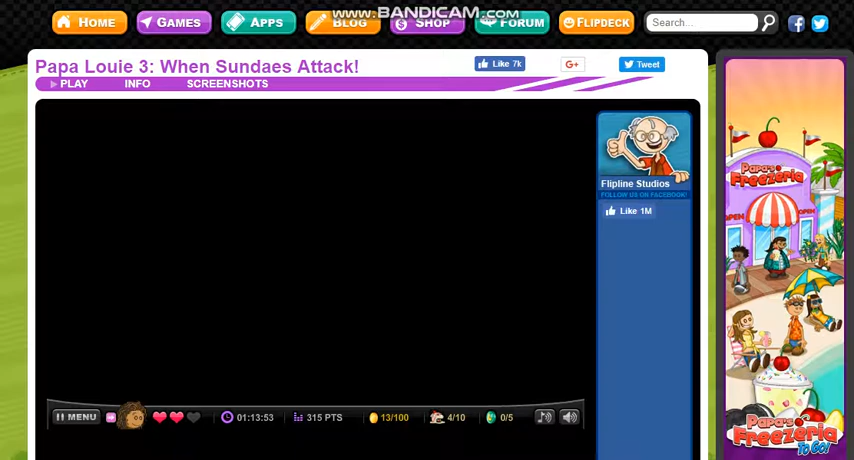 www.BANDICAM.com
HOME
GAMES
APPS
BLOG
SHOP
FORUM
FLIPDECK
Search...
Papa Louie 3: When Sundaes Attack!
Like 7k
G+
Tweet
PLAY INFO SCREENSHOTS
Flipline Studios
FOLLOW US ON FACEBOOK!
Like 1M
Papa's Freezeria
OPEN
OPEN
MENU
01:13:53
315 PTS
13/100
4/10
0/5
Papa's
Freezeria
TO GO!